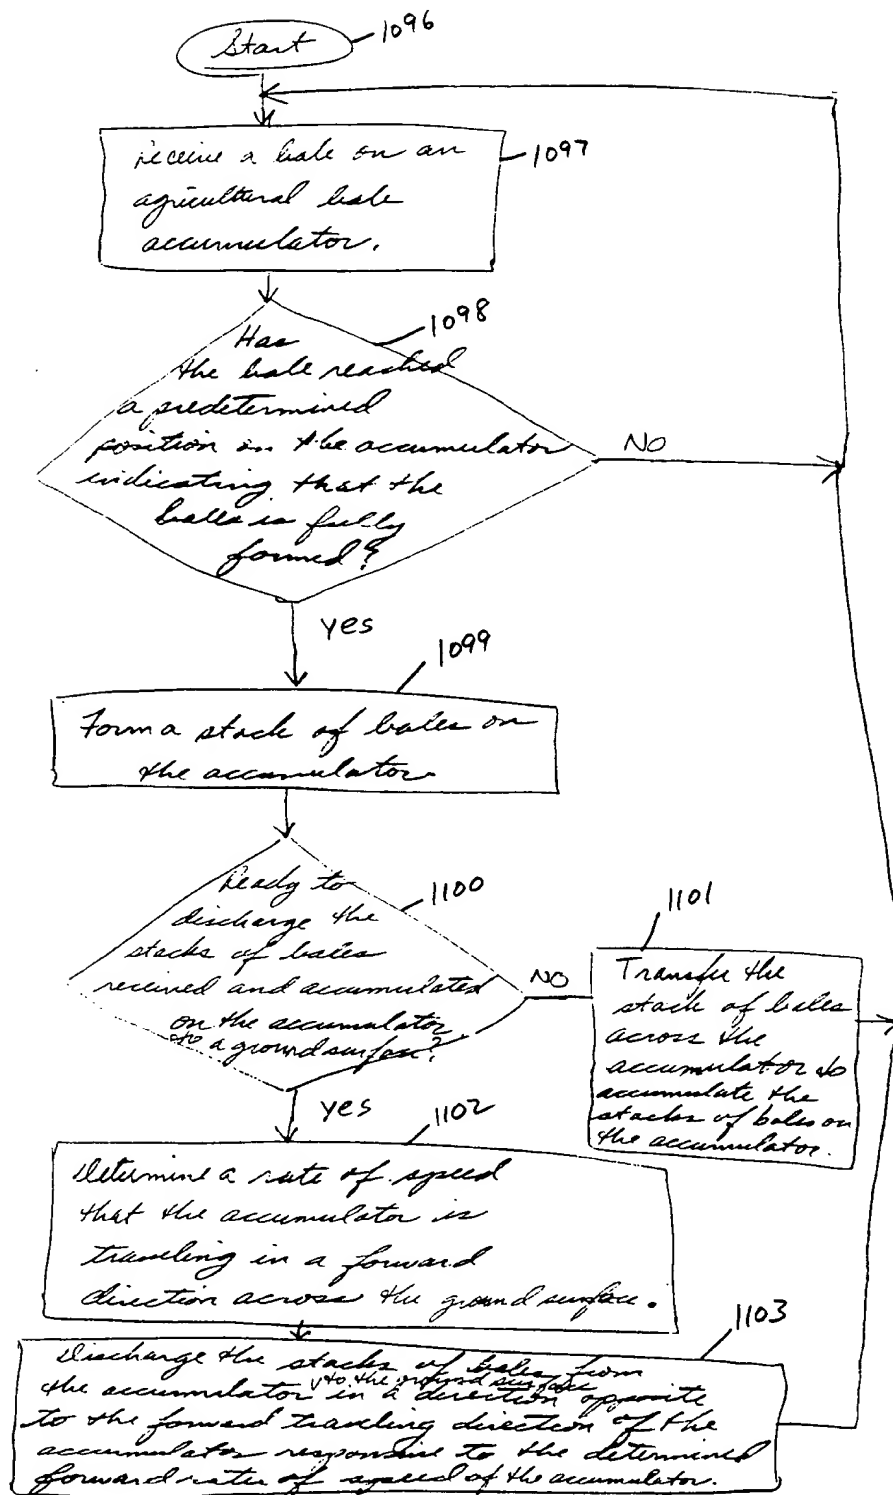 Start
1096
receive a bale on an
agricultural bale
accumulator.
1097
Has
the bale reached
a predetermined
position on the accumulator
indicating that the
bales is fully
formed?
1098
NO
yes
1099
Form a stack of bales on
the accumulator.
Ready to
discharge the
stacks of bales
received and accumulated
on the accumulator
to a ground surface?
1100
NO
1101
Transfer the
stack of bales
across the
accumulator to
accumulate the
stacks of bales on
the accumulator.
yes
1102
Determine a rate of speed
that the accumulator is
traveling in a forward
direction across the ground surface.
1103
Discharge the stacks of bales from
the accumulator to the ground surface in a direction opposite
to the forward traveling direction of the
accumulator responsive to the determined
forward rate of speed of the accumulator.